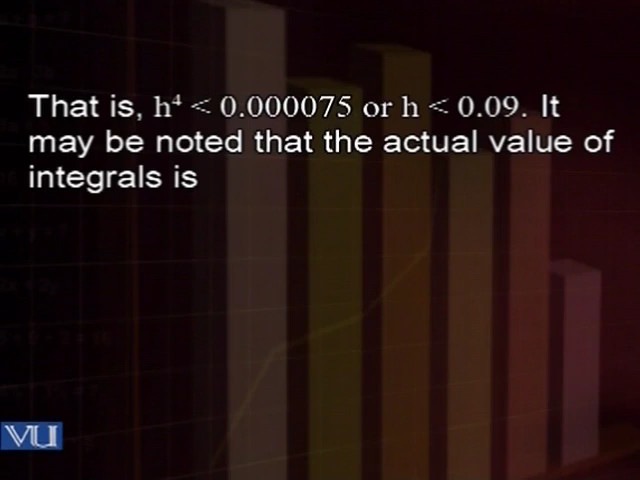 That is, h⁴ < 0.000075 or h < 0.09. It
may be noted that the actual value of
integrals is
VU